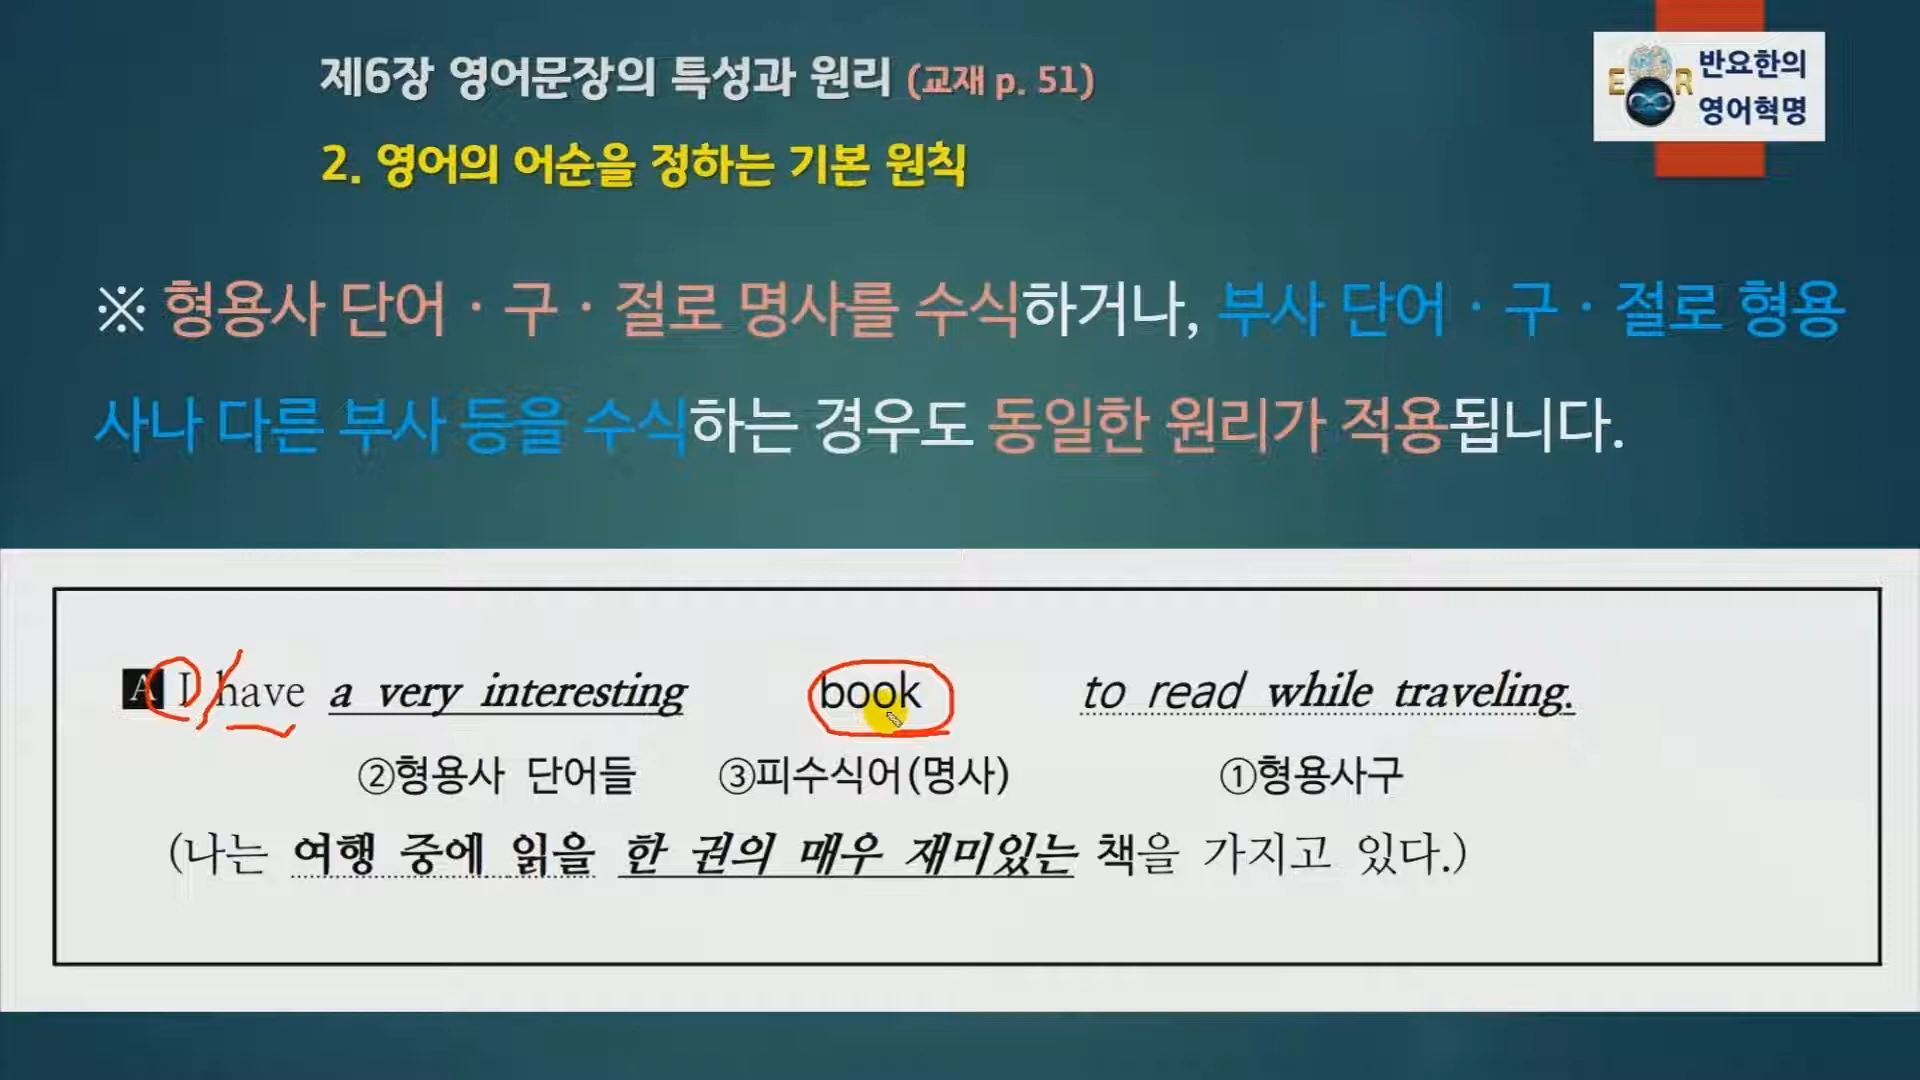 제6장 영어문장의 특성과 원리 (교재 p. 51)
반요한의
E R
영어혁명
2. 영어의 어순을 정하는 기본 원칙
※ 형용사 단어 · 구 · 절로 명사를 수식하거나, 부사 단어 · 구 · 절로 형용
사나 다른 부사 등을 수식하는 경우도 동일한 원리가 적용됩니다.
A I have a very interesting book to read while traveling.
②형용사 단어들 ③피수식어(명사) ①형용사구
(나는 여행 중에 읽을 한 권의 매우 재미있는 책을 가지고 있다.)